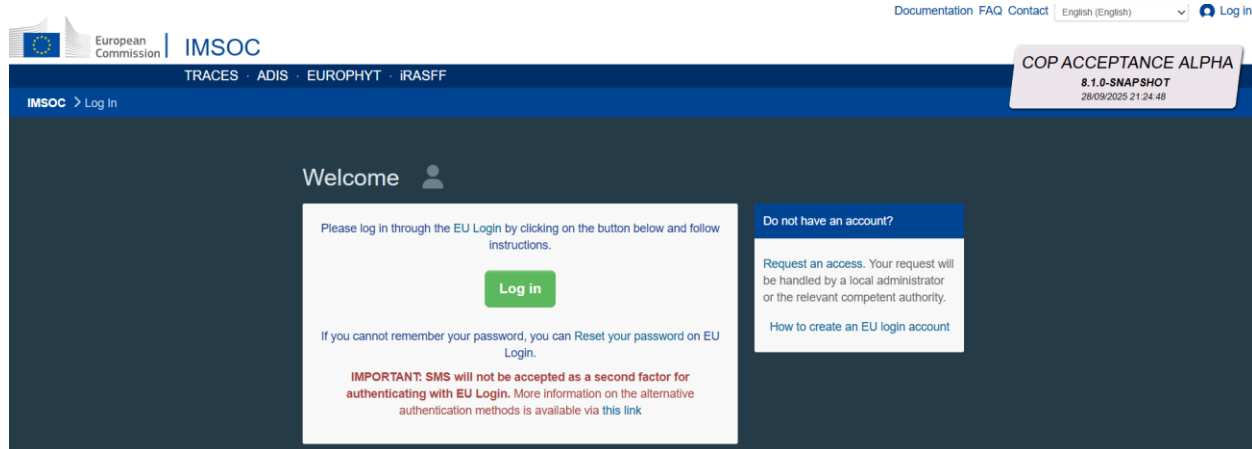 Documentation FAQ Contact English (English) Log in
European
Commission
IMSOC
COP ACCEPTANCE ALPHA
8.1.0-SNAPSHOT
28/09/2025 21:24:48
TRACES · ADIS · EUROPHYT · iRASFF
IMSOC > Log In
Welcome
Please log in through the EU Login by clicking on the button below and follow
instructions.
Log in
If you cannot remember your password, you can Reset your password on EU
Login.
IMPORTANT: SMS will not be accepted as a second factor for
authenticating with EU Login. More information on the alternative
authentication methods is available via this link
Do not have an account?
Request an access. Your request will
be handled by a local administrator
or the relevant competent authority.
How to create an EU login account